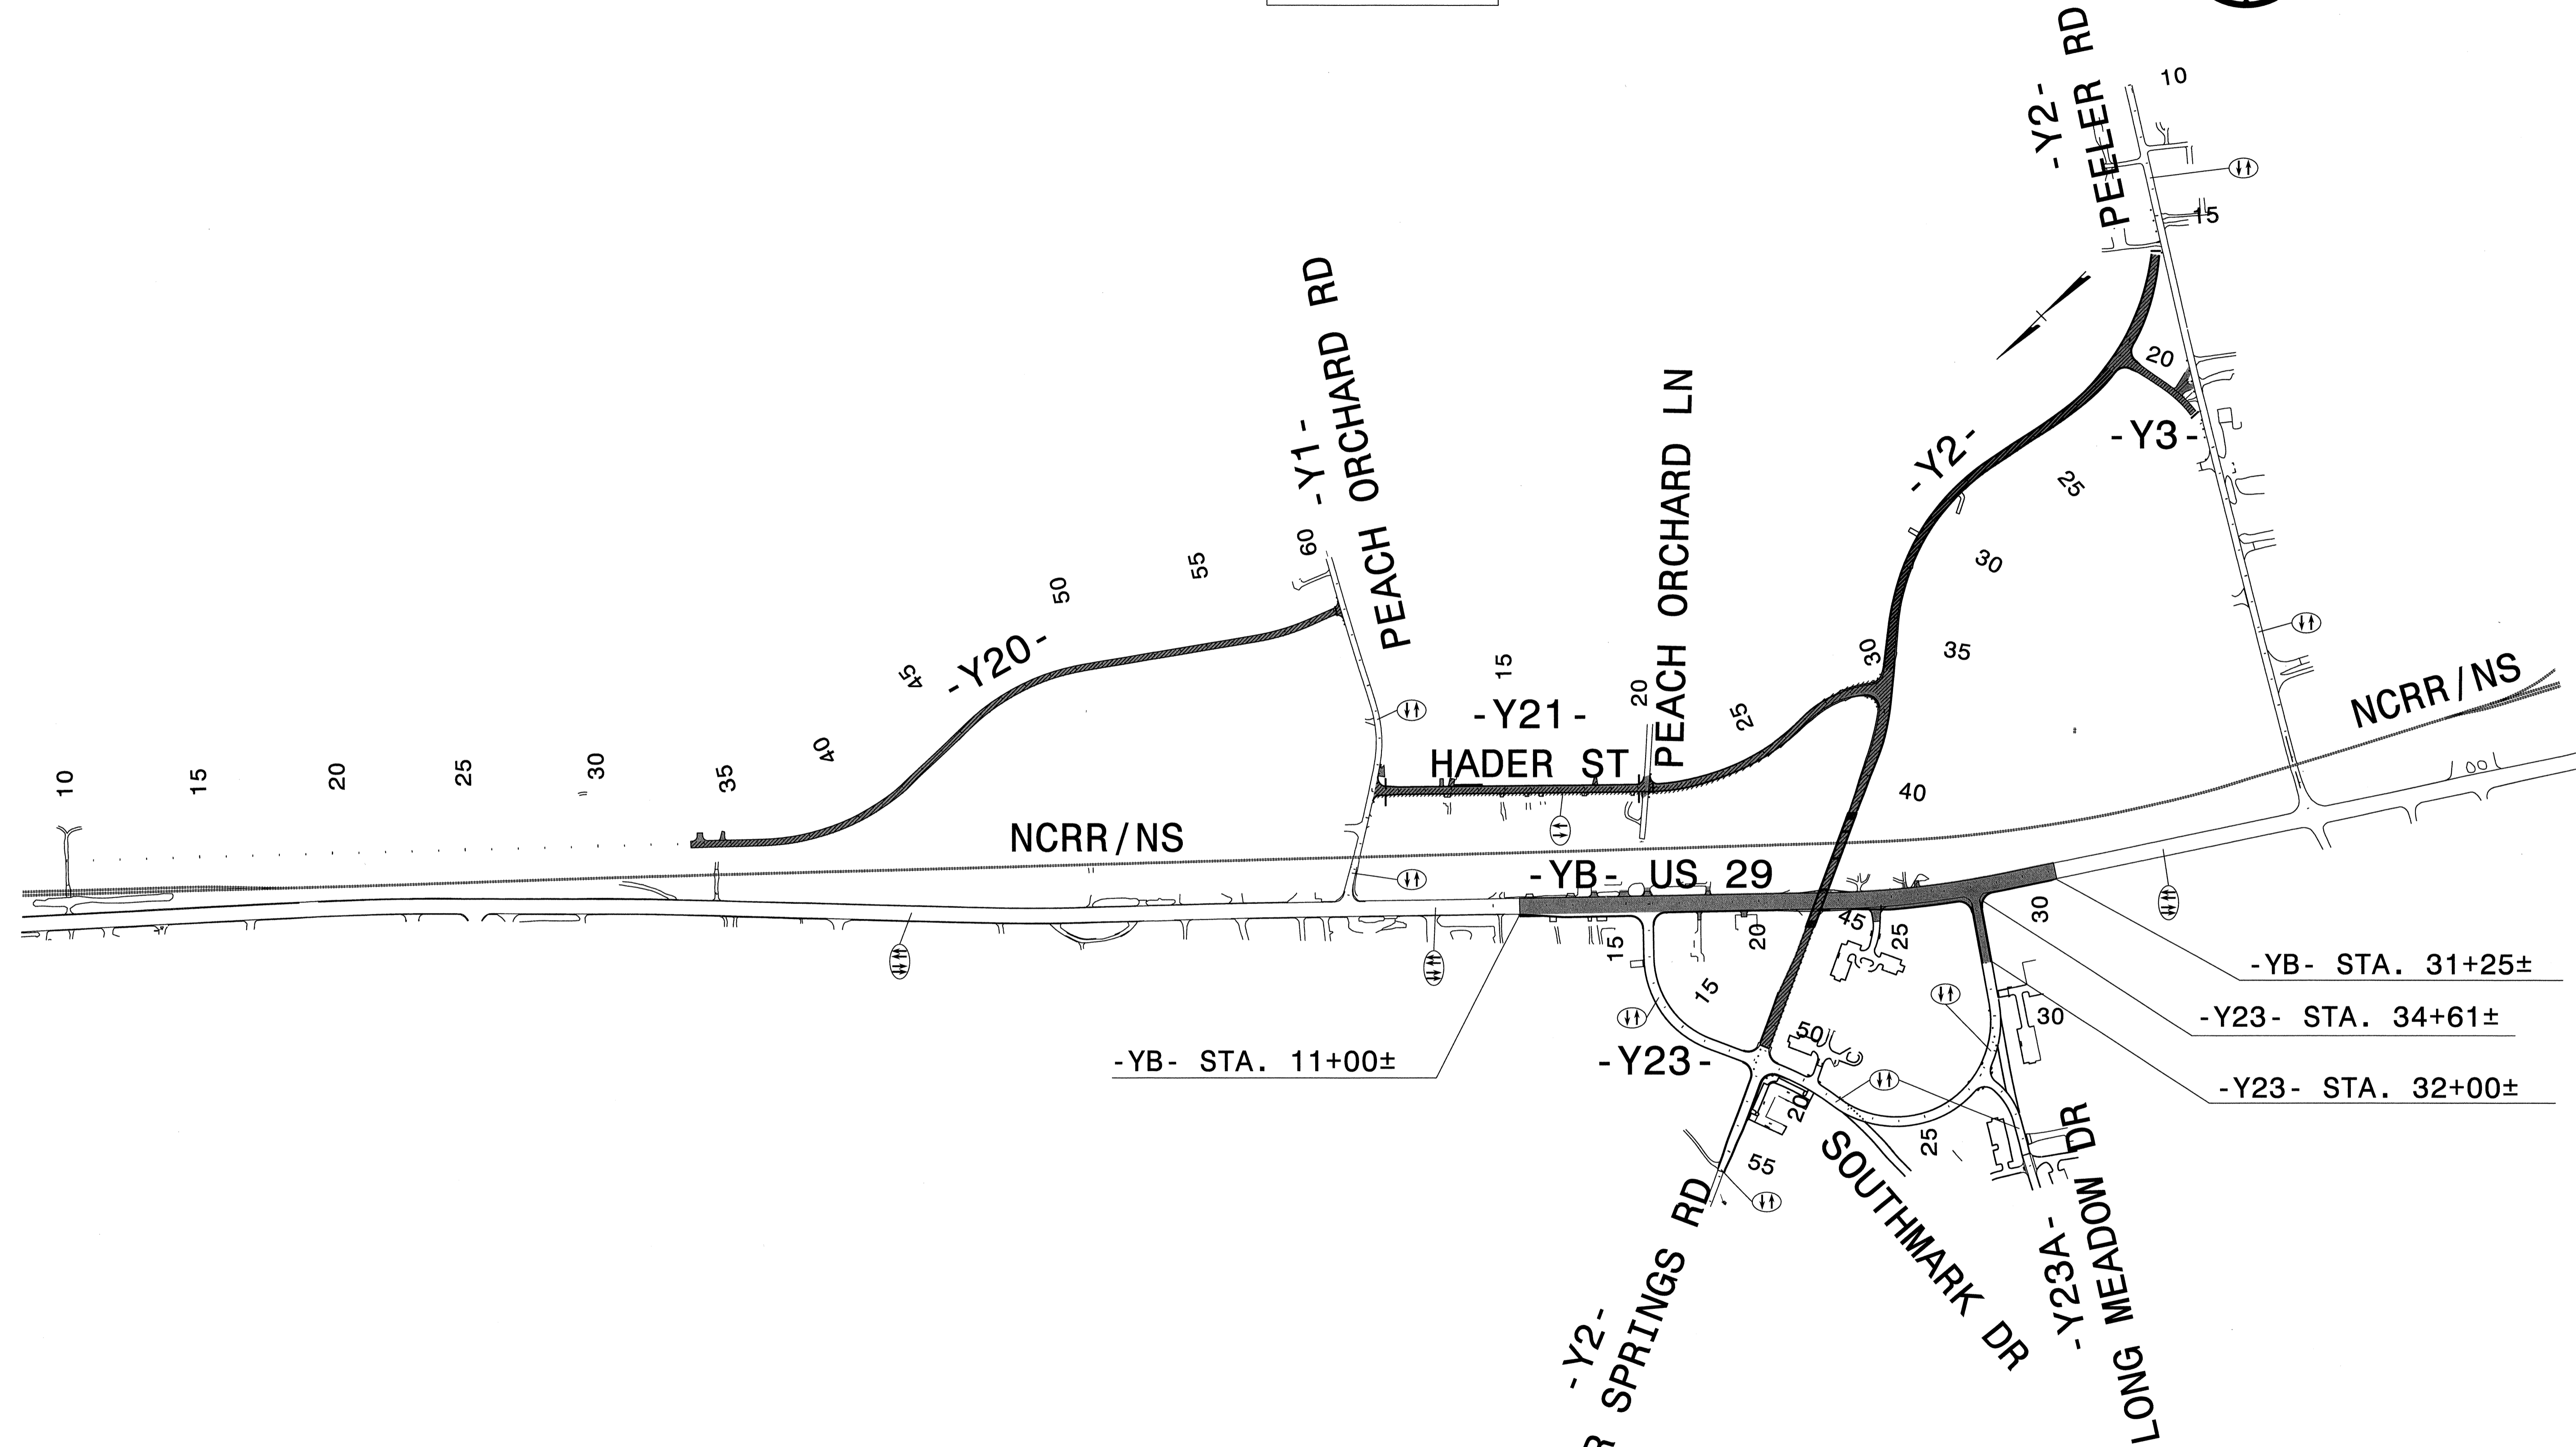 10
-Y2-
PEELER RD
15
20
-Y3-
-Y2-
25
30
35
30
40
-Y1-
PEACH ORCHARD RD
60
55
50
-Y20-
45
40
35
30
25
20
15
10
PEACH ORCHARD LN
15
20
-Y21-
HADER ST
25
NCRR/NS
NCRR/NS
-YB- US 29
15
20
45
25
30
15
-YB- STA. 31+25±
-Y23- STA. 34+61±
30
-YB- STA. 11+00±
-Y23-
50
-Y23- STA. 32+00±
20
25
55
SOUTHMARK DR
-Y23A-
LONG MEADOW DR
-Y2-
SPRINGS RD